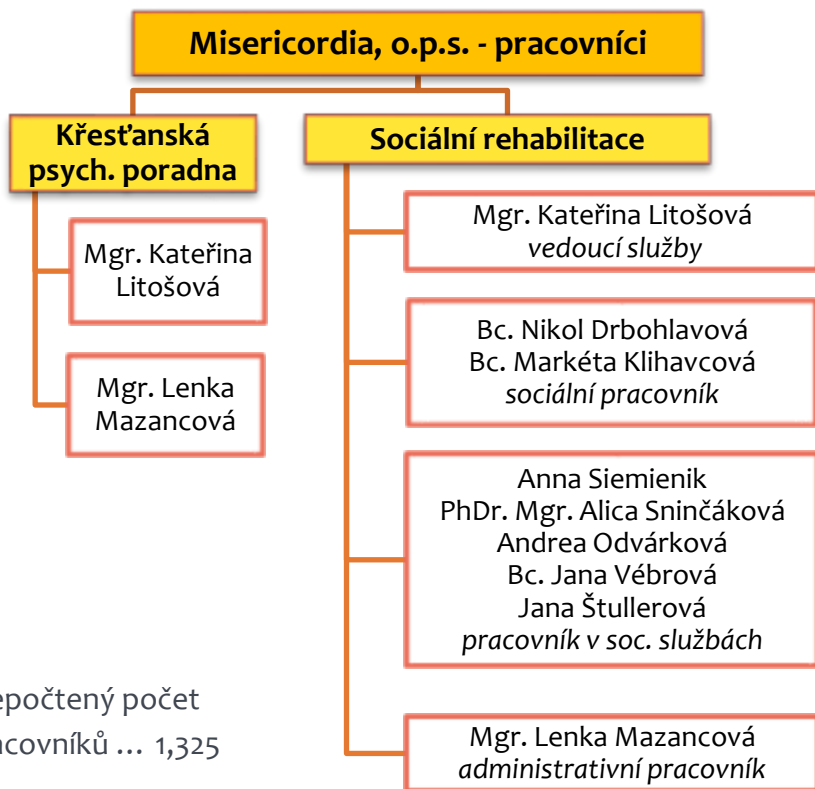 Misericordia, o.p.s. - pracovníci
Křesťanská
psych. poradna
Mgr. Kateřina
Litošová
Mgr. Lenka
Mazancová
Sociální rehabilitace
Mgr. Kateřina Litošová
vedoucí služby
Bc. Nikol Drbohlavová
Bc. Markéta Klihavcová
sociální pracovník
Anna Siemienik
PhDr. Mgr. Alica Sninčáková
Andrea Odvárková
Bc. Jana Vébrová
Jana Štullerová
pracovník v soc. službách
Mgr. Lenka Mazancová
administrativní pracovník
epočtený počet
acovníků … 1,325